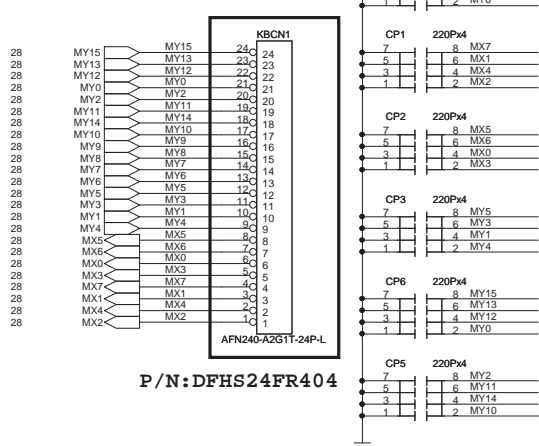 KBCN1
28 MY15 MY15 24 24
28 MY13 MY13 23 23
28 MY12 MY12 22 22
28 MY0 MY0 21 21
28 MY2 MY2 20 20
28 MY11 MY11 19 19
28 MY14 MY14 18 18
28 MY10 MY10 17 17
28 MY9 MY9 16 16
28 MY8 MY8 15 15
28 MY7 MY7 14 14
28 MY6 MY6 13 13
28 MY5 MY5 12 12
28 MY3 MY3 11 11
28 MY1 MY1 10 10
28 MY4 MY4 9 9
28 MX5 MX5 8 8
28 MX6 MX6 7 7
28 MX0 MX0 6 6
28 MX3 MX3 5 5
28 MX7 MX7 4 4
28 MX1 MX1 3 3
28 MX4 MX4 2 2
28 MX2 MX2 1 1
AFN240-A2G1T-24P-L
P/N:DFHS24FR404
1 2
CP1 220Px4
7 8 MX7
5 6 MX1
3 4 MX4
1 2 MX2
CP2 220Px4
7 8 MX5
5 6 MX6
3 4 MX0
1 2 MX3
CP3 220Px4
7 8 MY5
5 6 MY3
3 4 MY1
1 2 MY4
CP6 220Px4
7 8 MY15
5 6 MY13
3 4 MY12
1 2 MY0
CP5 220Px4
7 8 MY2
5 6 MY11
3 4 MY14
1 2 MY10